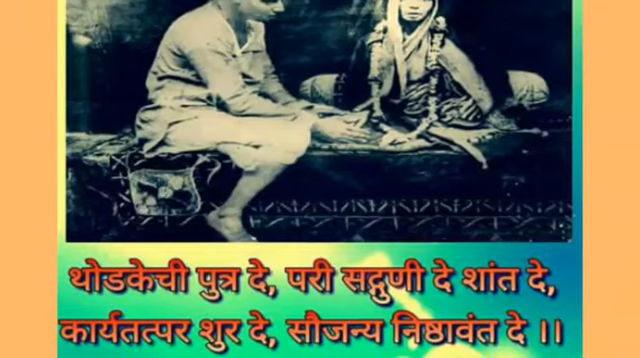 थोडकेची पुत्र दे, परी सद्गुणी दे शांत दे,
कार्यतत्पर शुर दे, सौजन्य निष्ठावंत दे ।।